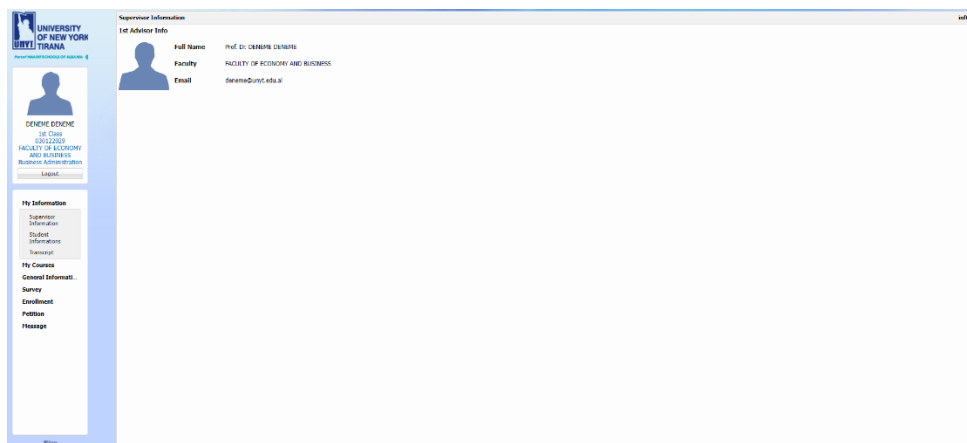 UNIVERSITY
OF NEW YORK
UNYT TIRANA
DENEME DENEME
1st Class
030122029
FACULTY OF ECONOMY
AND BUSINESS
Business Administration
Logout
My Information
Supervisor
Information
Student
Informations
Transcript
My Courses
General Informati...
Survey
Enrollment
Petition
Message
Supervisor Information
1st Advisor Info
Full Name Prof. Dr. DENEME DENEME
Faculty FACULTY OF ECONOMY AND BUSINESS
Email deneme@unyt.edu.al